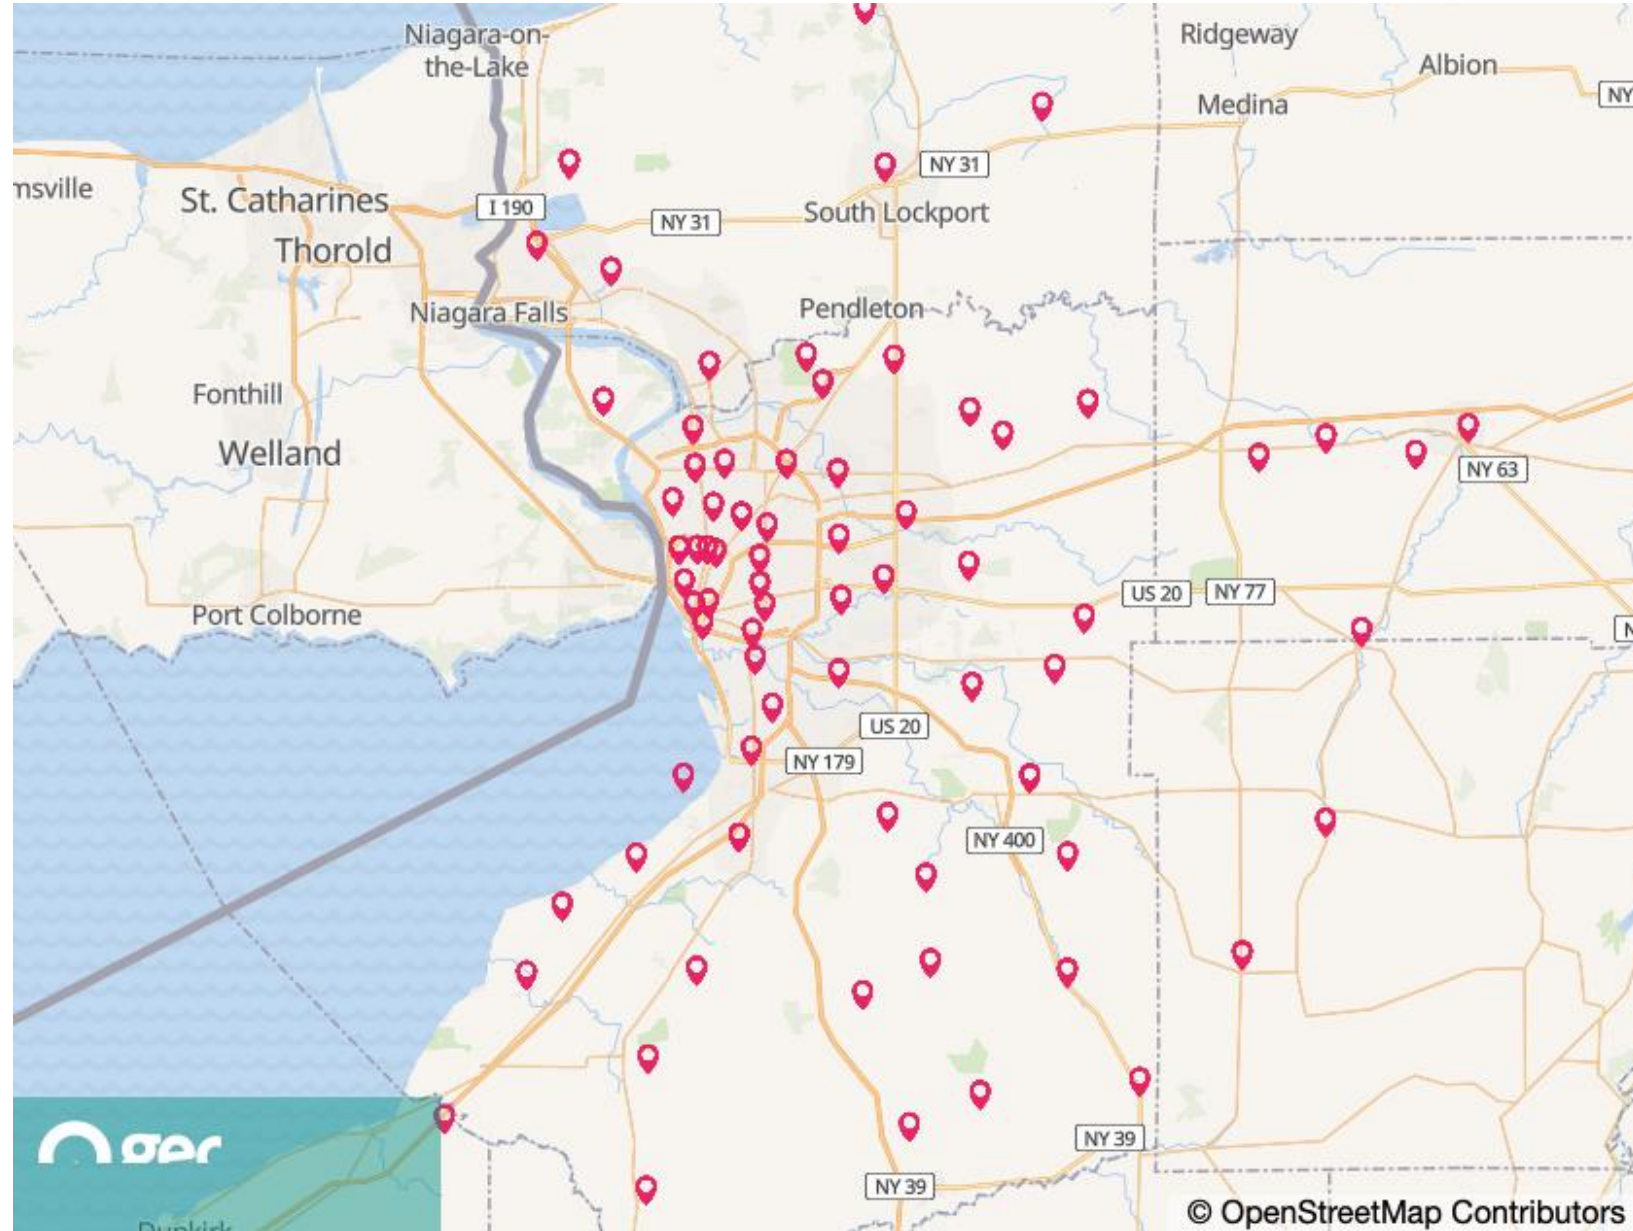 Niagara-on-
the-Lake
Ridgeway
Albion
NY
Medina
NY 31
msville
St. Catharines
I 190
NY 31
South Lockport
Thorold
Niagara Falls
Pendleton
Fonthill
Welland
NY 63
Port Colborne
US 20
NY 77
N
US 20
NY 179
NY 400
NY 39
NY 39
ger
© OpenStreetMap Contributors